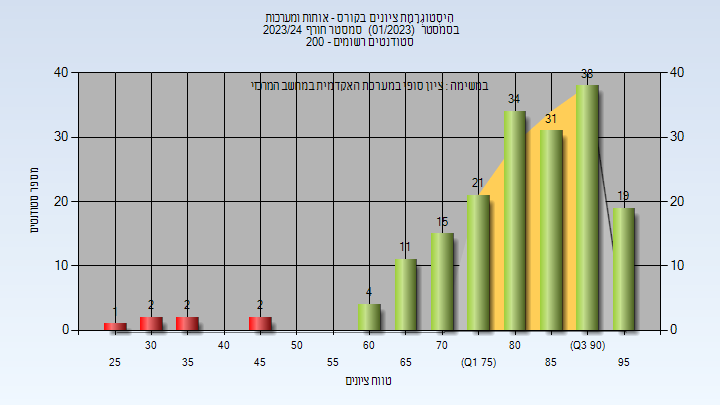 היסטוגרמת ציונים בקורס - אותות ומערכות
בסמסטר (01/2023) סמסטר חורף 2023/24
סטודנטים רשומים - 200
במשימה : ציון סופי במערכת האקדמית במחשב המרכזי
40 40
30 30
20 20
10 10
0 0
1 2 2 2 4 11 15 21 34 31 38 19
מספר סטודנטים
30 40 50 60 70 80 (Q3 90)
25 35 45 55 65 (Q1 75) 85 95
טווח ציונים